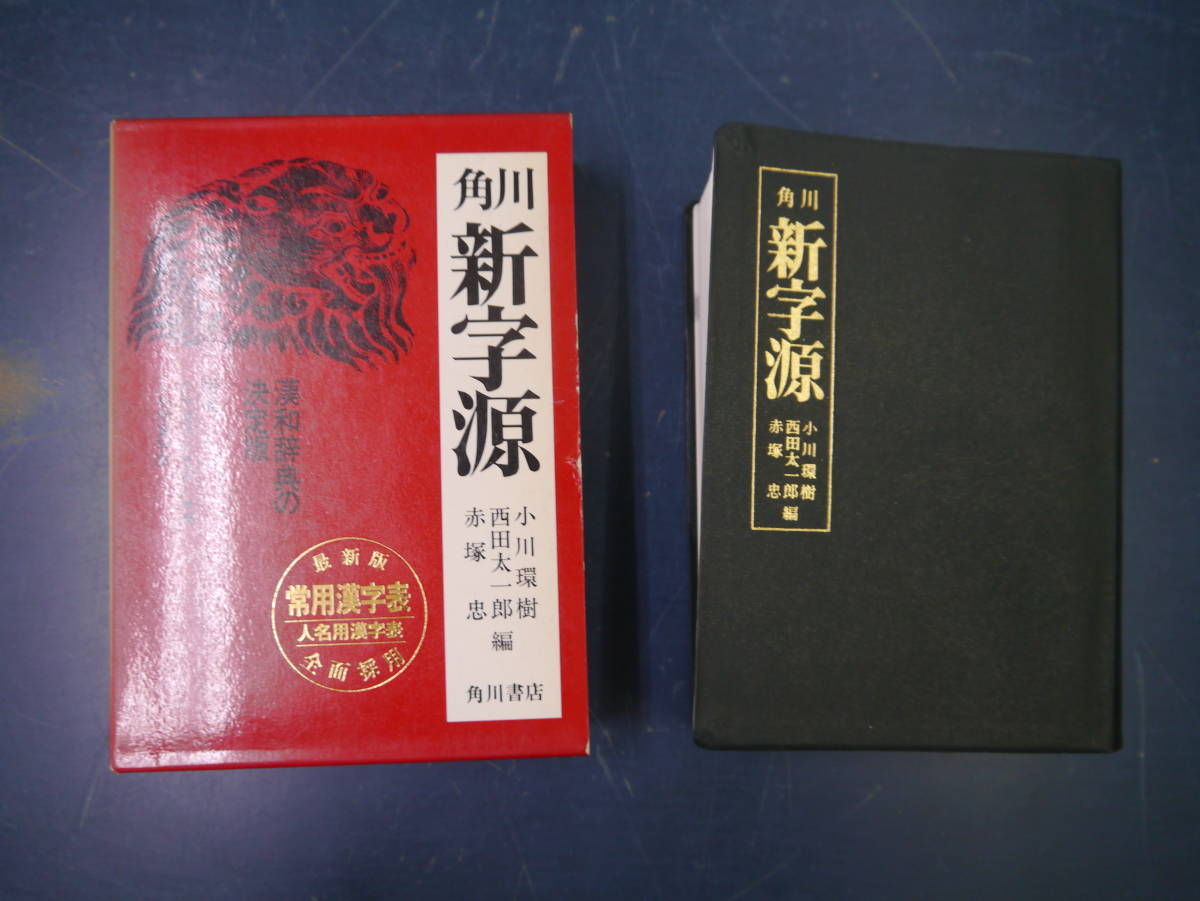 角川
新字源
小川環樹
西田太一郎
赤塚忠
編
角川書店
漢和辞典の
決定版
最新版
常用漢字表
人名用漢字表
全面採用
角川
新字源
小川環樹
西田太一郎
赤塚忠
編